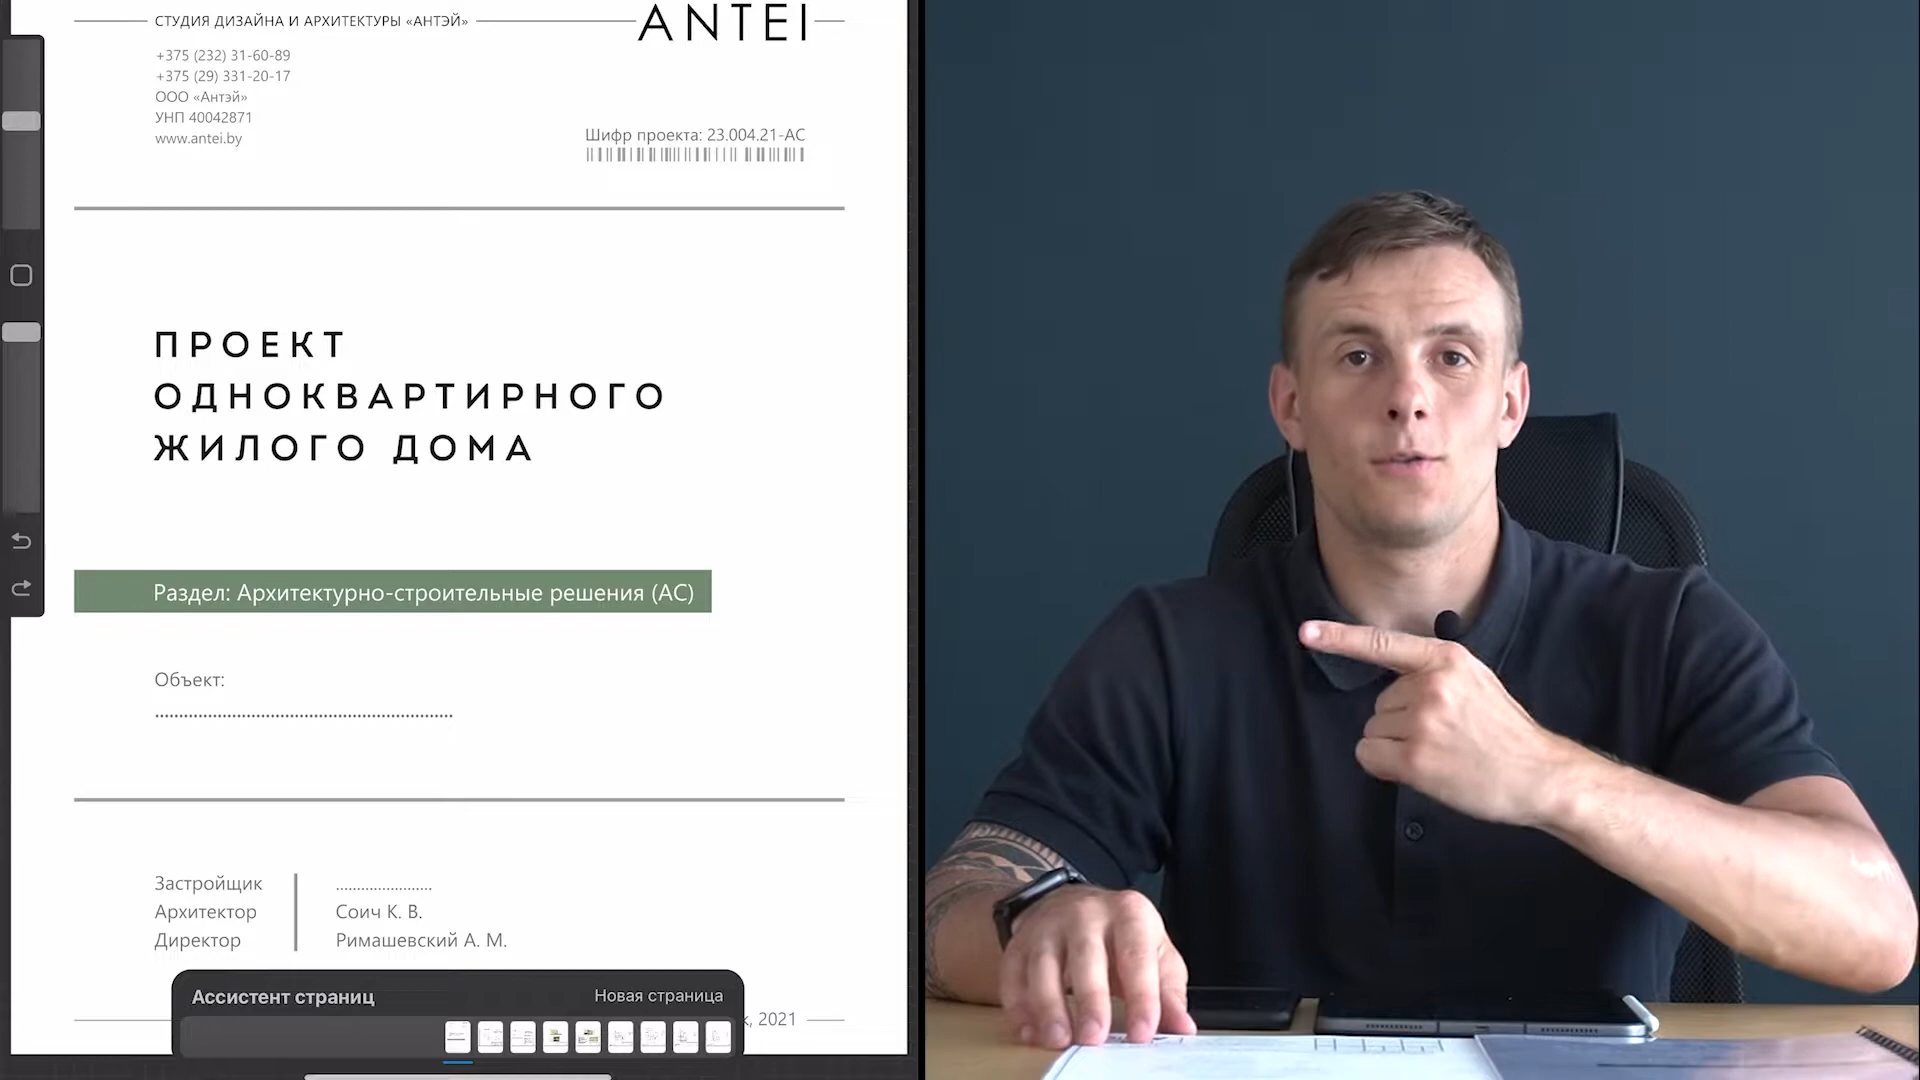 СТУДИЯ ДИЗАЙНА И АРХИТЕКТУРЫ «АНТЭЙ»
ANTEI
+375 (232) 31-60-89
+375 (29) 331-20-17
ООО «Антэй»
УНП 40042871
www.antei.by
Шифр проекта: 23.004.21-АС
ПРОЕКТ
ОДНОКВАРТИРНОГО
ЖИЛОГО ДОМА
Раздел: Архитектурно-строительные решения (АС)
Объект:
Застройщик
Архитектор Соич К. В.
Директор Римашевский А. М.
Ассистент страниц Новая страница
2021